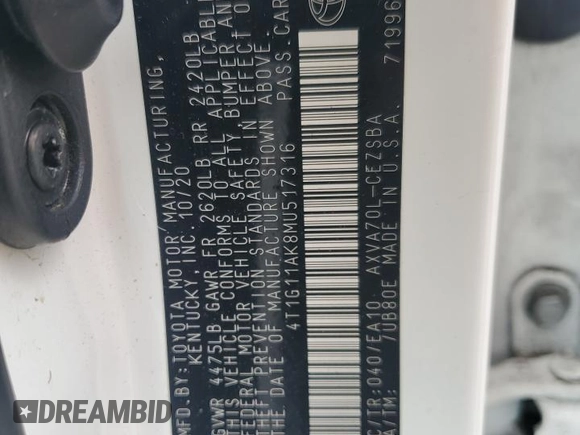 MFD.BY:TOYOTA MOTOR MANUFACTURING,
KENTUCKY, INC. 10/20
GVWR 4475LB GAWR FR 2620LB RR 2420LB
THIS VEHICLE CONFORMS TO ALL APPLICABLE
FEDERAL MOTOR VEHICLE SAFETY, BUMPER AND
THEFT PREVENTION STANDARDS IN EFFECT ON
THE DATE OF MANUFACTURE SHOWN ABOVE.
4T1G11AK8MU517316 PASS.CAR
C/TR:040/EA10 AXVA70L-CEZSBA
A/TM: /UB80E MADE IN U.S.A. 71996
DREAMBID